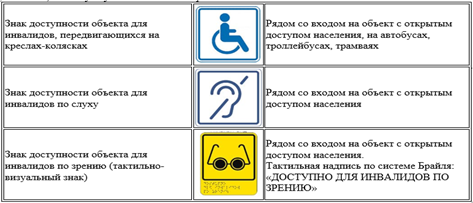 Знак доступности объекта для
инвалидов, передвигающихся на
креслах-колясках
Рядом со входом на объект с открытым
доступом населения, на автобусах,
троллейбусах, трамваях
Знак доступности объекта для
инвалидов по слуху
Рядом со входом на объект с открытым
доступом населения
Знак доступности объекта для
инвалидов по зрению (тактильно-
визуальный знак)
Рядом со входом на объект с открытым
доступом населения.
Тактильная надпись по системе Брайля:
«ДОСТУПНО ДЛЯ ИНВАЛИДОВ ПО
ЗРЕНИЮ»